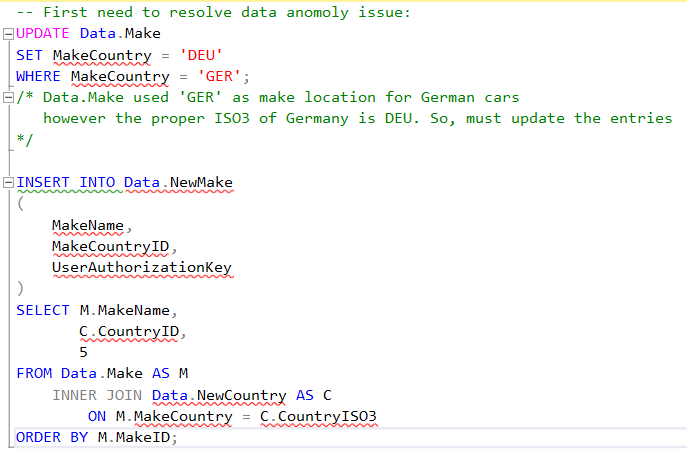 -- First need to resolve data anomoly issue:
UPDATE Data.Make
SET MakeCountry = 'DEU'
WHERE MakeCountry = 'GER';
/* Data.Make used 'GER' as make location for German cars
   however the proper ISO3 of Germany is DEU. So, must update the entries
*/
INSERT INTO Data.NewMake
(
    MakeName,
    MakeCountryID,
    UserAuthorizationKey
)
SELECT M.MakeName,
       C.CountryID,
       5
FROM Data.Make AS M
    INNER JOIN Data.NewCountry AS C
        ON M.MakeCountry = C.CountryISO3
ORDER BY M.MakeID;